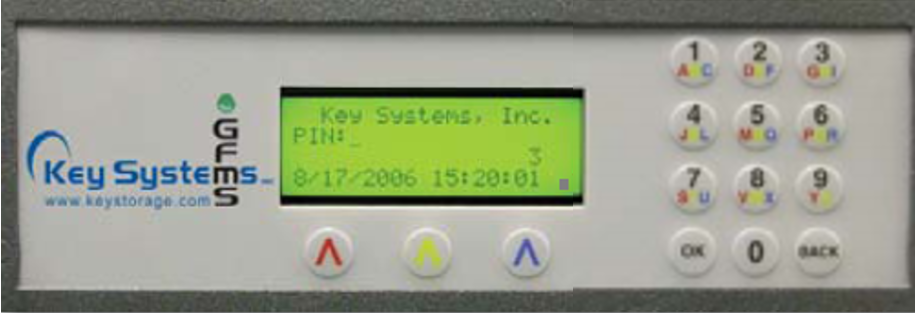 Key Systems, Inc.
PIN:_
3
8/17/2006 15:20:01
GFMS
Key Systems
www.keystorage.com
1
A B C
2
D E F
3
G H I
4
J K L
5
M N O
6
P Q R
7
S T U
8
V W X
9
Y Z
OK
0
BACK